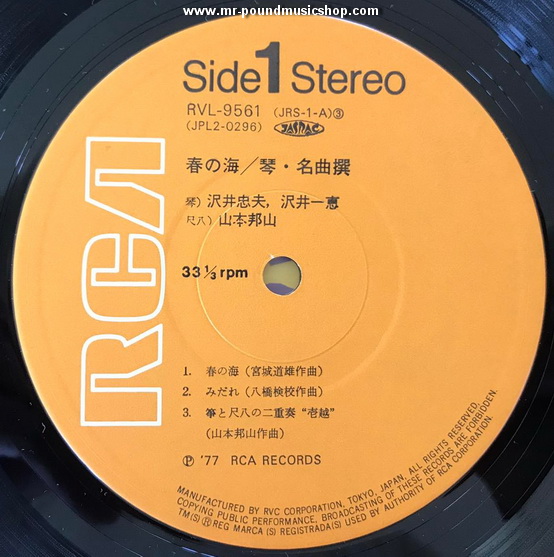 www.mr-poundmusicshop.com
Side 1 Stereo
RVL-9561 (JRS-1-A)③
(JPL2-0296) JASRAC
春の海／琴・名曲撰
琴）沢井忠夫，沢井一恵
尺八）山本邦山
RCA
33 1/3 rpm
1. 春の海（宮城道雄作曲）
2. みだれ（八橋検校作曲）
3. 箏と尺八の二重奏“壱越”
（山本邦山作曲）
Ⓟ '77 RCA RECORDS
MANUFACTURED BY RVC CORPORATION, TOKYO, JAPAN. ALL RIGHTS RESERVED.
COPYING PUBLIC PERFORMANCE, BROADCASTING OF THESE RECORDS ARE FORBIDDEN.
TM(S)®REG MARCA (S) REGISTRADA(S) USED BY AUTHORITY OF RCA CORPORATION.